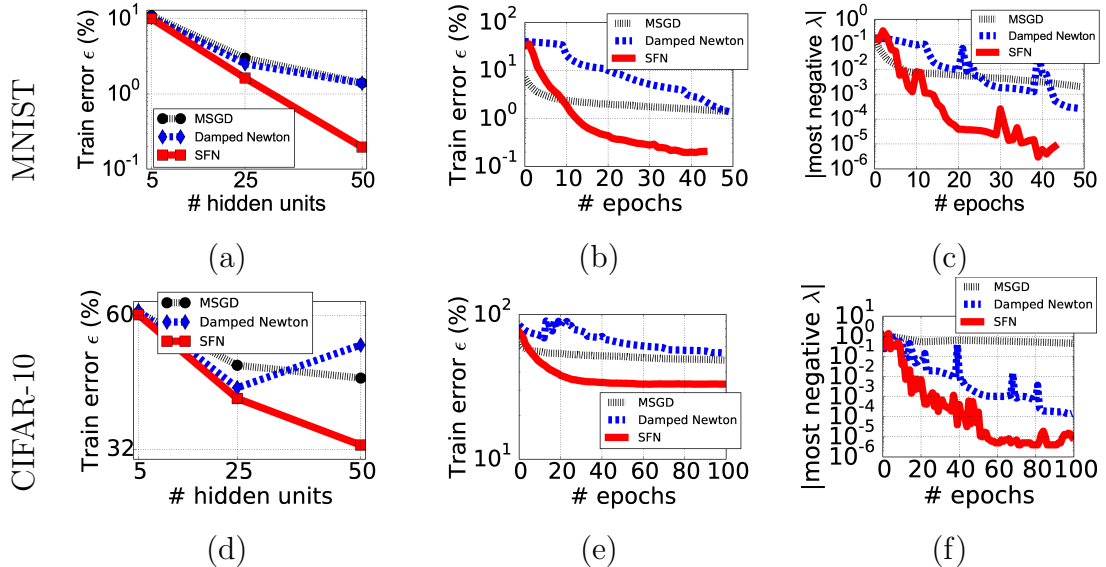 MNIST
Train error ϵ (%)
10^1
10^0
10^-1
5
25
50
# hidden units
MSGD
Damped Newton
SFN
(a)
Train error ϵ (%)
10^2
10^1
10^0
10^-1
0 10 20 30 40 50
# epochs
MSGD
Damped Newton
SFN
(b)
|most negative λ|
10^0
10^-1
10^-2
10^-3
10^-4
10^-5
10^-6
0 10 20 30 40 50
# epochs
MSGD
Damped Newton
SFN
(c)
CIFAR-10
Train error ϵ (%)
60
32
5
25
50
# hidden units
MSGD
Damped Newton
SFN
(d)
Train error ϵ (%)
10^2
10^1
0 20 40 60 80 100
# epochs
MSGD
Damped Newton
SFN
(e)
|most negative λ|
10^1
10^0
10^-1
10^-2
10^-3
10^-4
10^-5
10^-6
0 20 40 60 80 100
# epochs
MSGD
Damped Newton
SFN
(f)